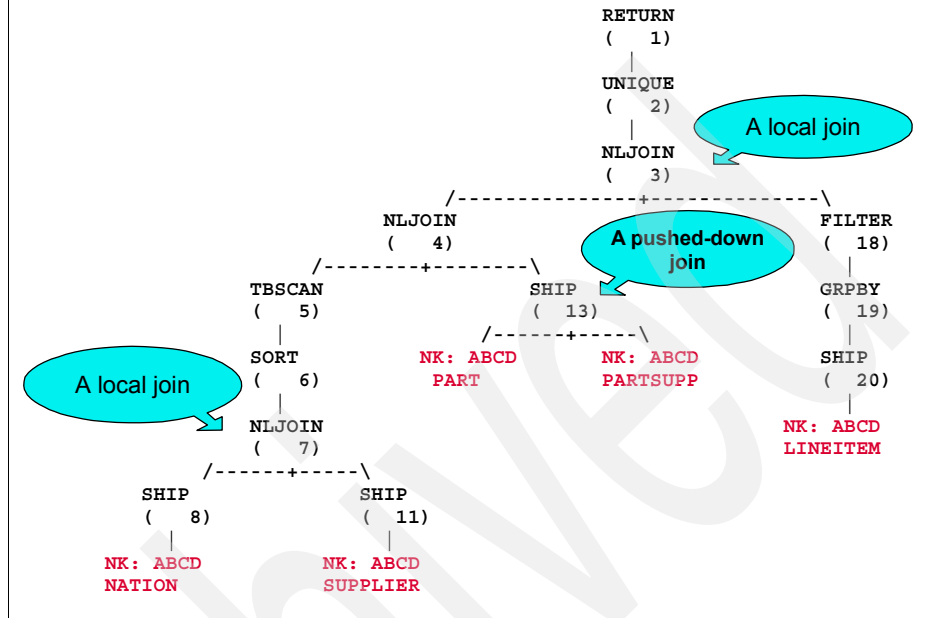 RETURN
( 1)
|
UNIQUE
( 2)
|
A local join
NLJOIN
( 3)
/---------------+---------------\
NLJOIN FILTER
( 4) A pushed-down ( 18)
join
/--------+--------\ |
TBSCAN SHIP GRPBY
( 5) ( 13) ( 19)
| /------+-----\ |
SORT NK: ABCD NK: ABCD SHIP
A local join ( 6) PART PARTSUPP ( 20)
| |
NLJOIN NK: ABCD
( 7) LINEITEM
/------+-----\
SHIP SHIP
( 8) ( 11)
| |
NK: ABCD NK: ABCD
NATION SUPPLIER